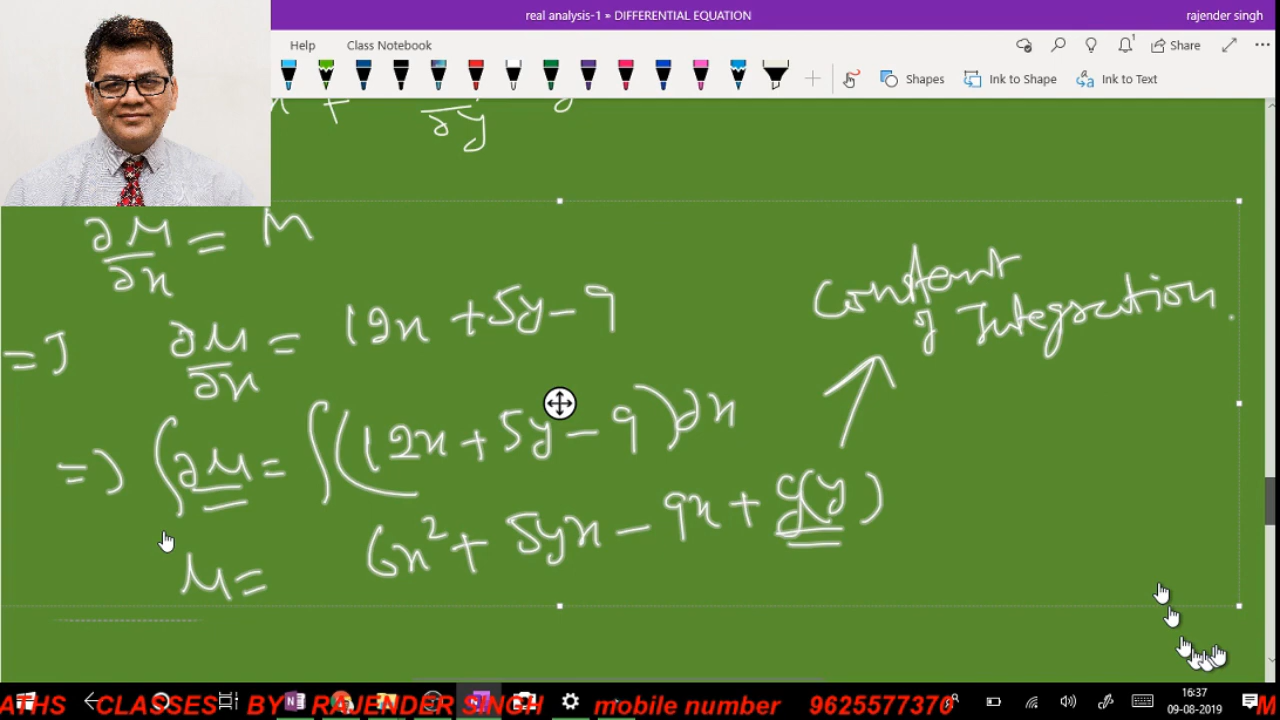 real analysis-1 » DIFFERENTIAL EQUATION
rajender singh
Help Class Notebook
Share
Shapes Ink to Shape Ink to Text
∂y
∂μ/∂x = M
=> ∂μ/∂x = 12x + 5y - 9
=> ∫∂μ = ∫(12x + 5y - 9)∂x
μ = 6x² + 5yx - 9x + g(y)
Constant
of Integration.
16:37
09-08-2019
ATHS CLASSES BY RAJENDER SINGH mobile number 9625577370 M